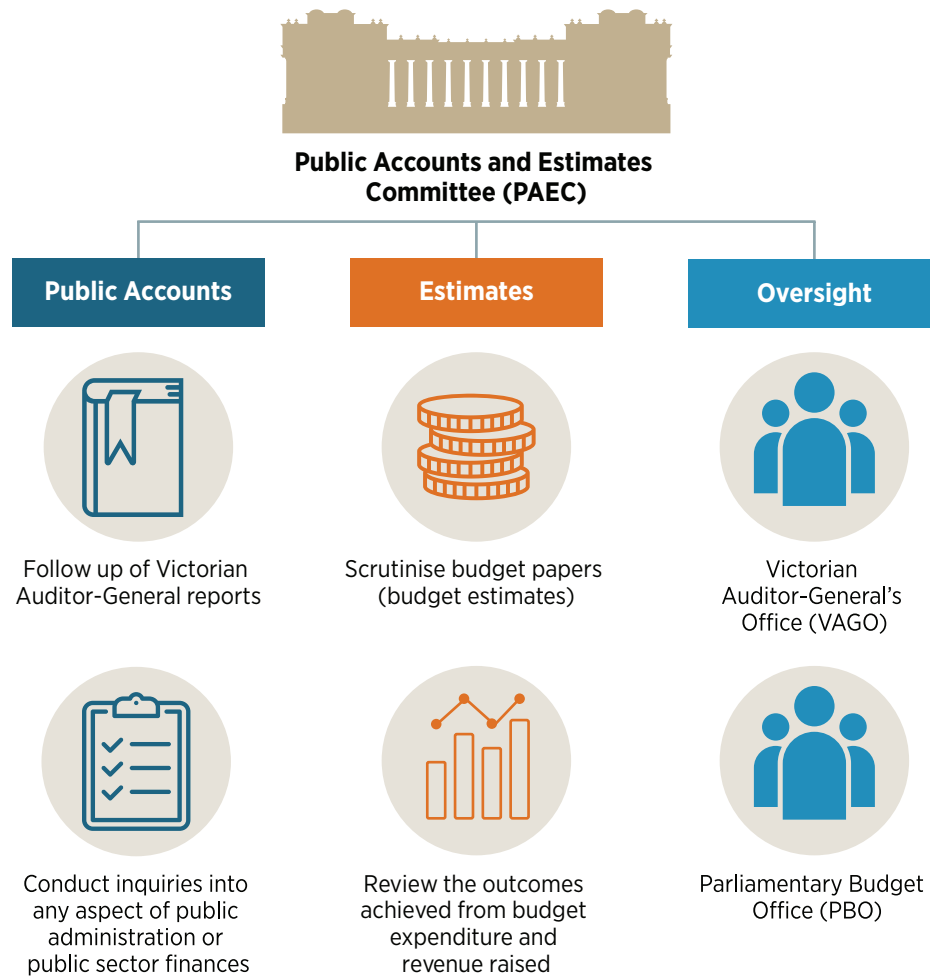 Public Accounts and Estimates
Committee (PAEC)
Public Accounts
Estimates
Oversight
Follow up of Victorian
Auditor-General reports
Scrutinise budget papers
(budget estimates)
Victorian
Auditor-General’s
Office (VAGO)
Conduct inquiries into
any aspect of public
administration or
public sector finances
Review the outcomes
achieved from budget
expenditure and
revenue raised
Parliamentary Budget
Office (PBO)